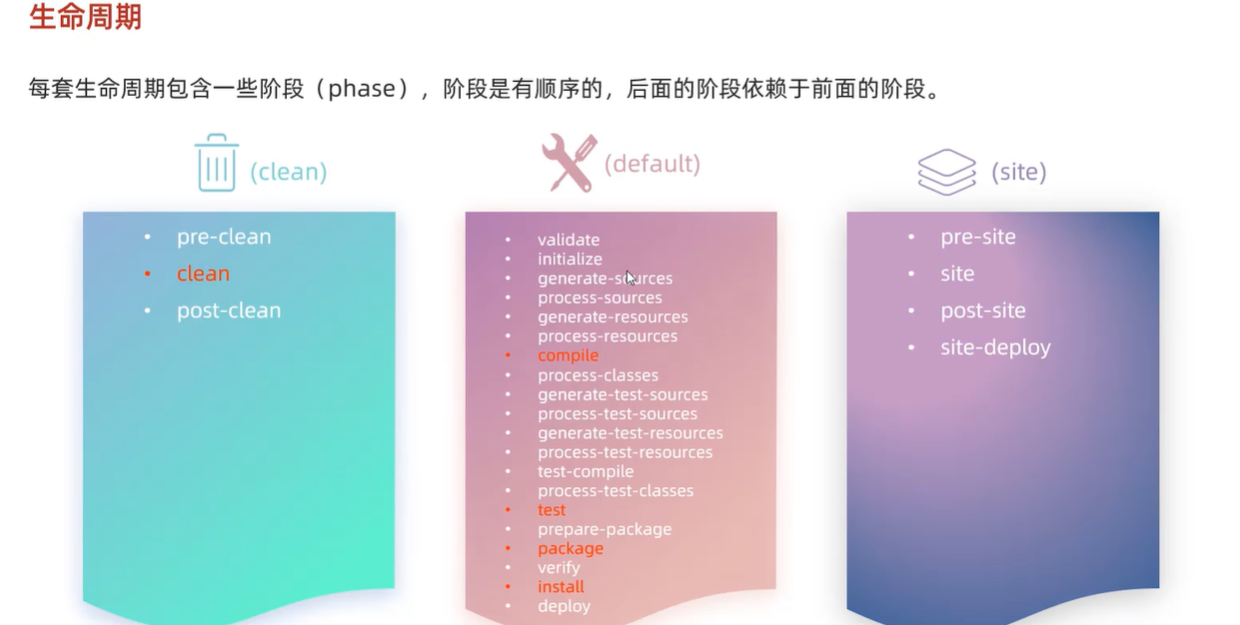 生命周期
每套生命周期包含一些阶段（phase），阶段是有顺序的，后面的阶段依赖于前面的阶段。
(clean)
• pre-clean
• clean
• post-clean
(default)
• validate
• initialize
• generate-sources
• process-sources
• generate-resources
• process-resources
• compile
• process-classes
• generate-test-sources
• process-test-sources
• generate-test-resources
• process-test-resources
• test-compile
• process-test-classes
• test
• prepare-package
• package
• verify
• install
• deploy
(site)
• pre-site
• site
• post-site
• site-deploy